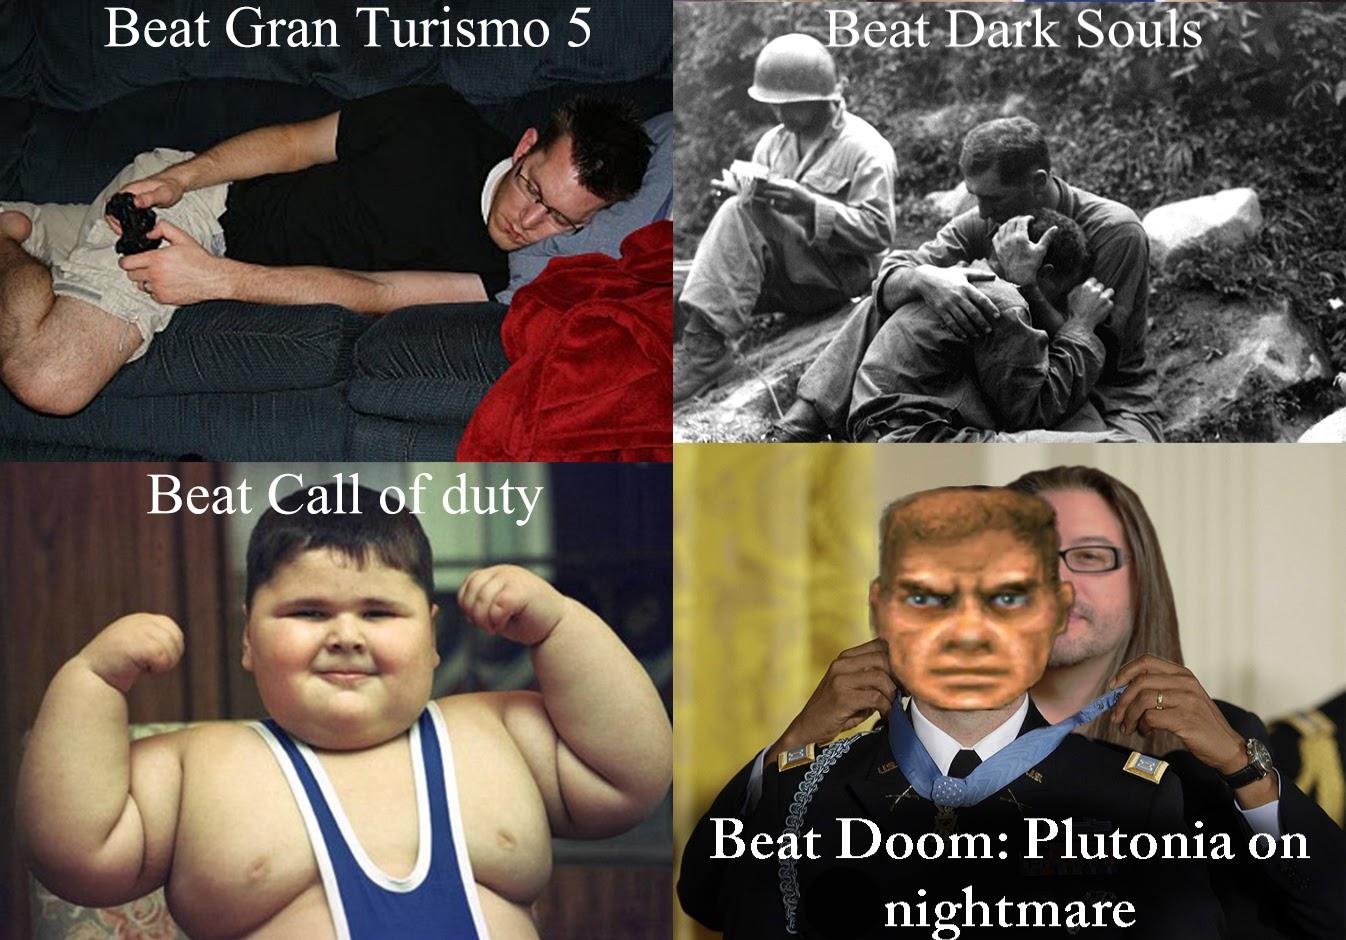 Beat Gran Turismo 5
Beat Dark Souls
Beat Call of duty
Beat Doom: Plutonia on
nightmare